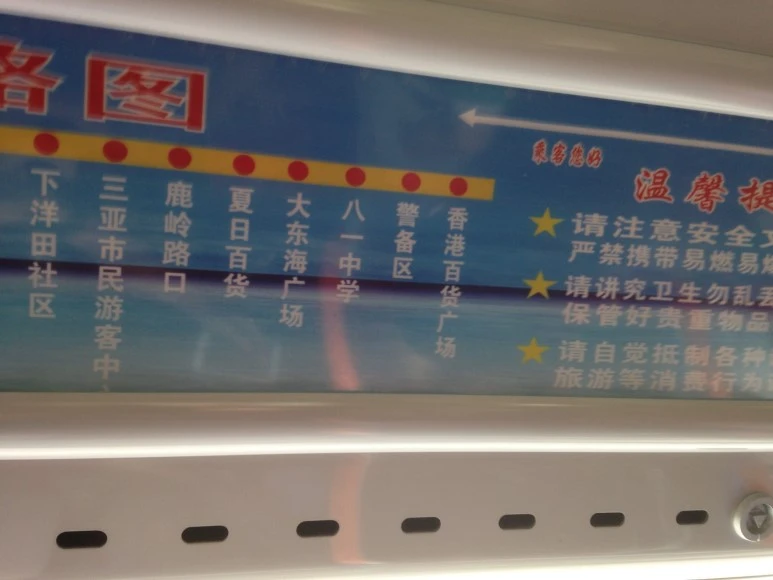 路图
下洋田社区
三亚市民游客中
鹿岭路口
夏日百货
大东海广场
八一中学
警备区
香港百货广场
乘客您好
温馨提
★请注意安全文
严禁携带易燃易
★请讲究卫生勿乱丢
保管好贵重物品
★请自觉抵制各种
旅游等消费行为